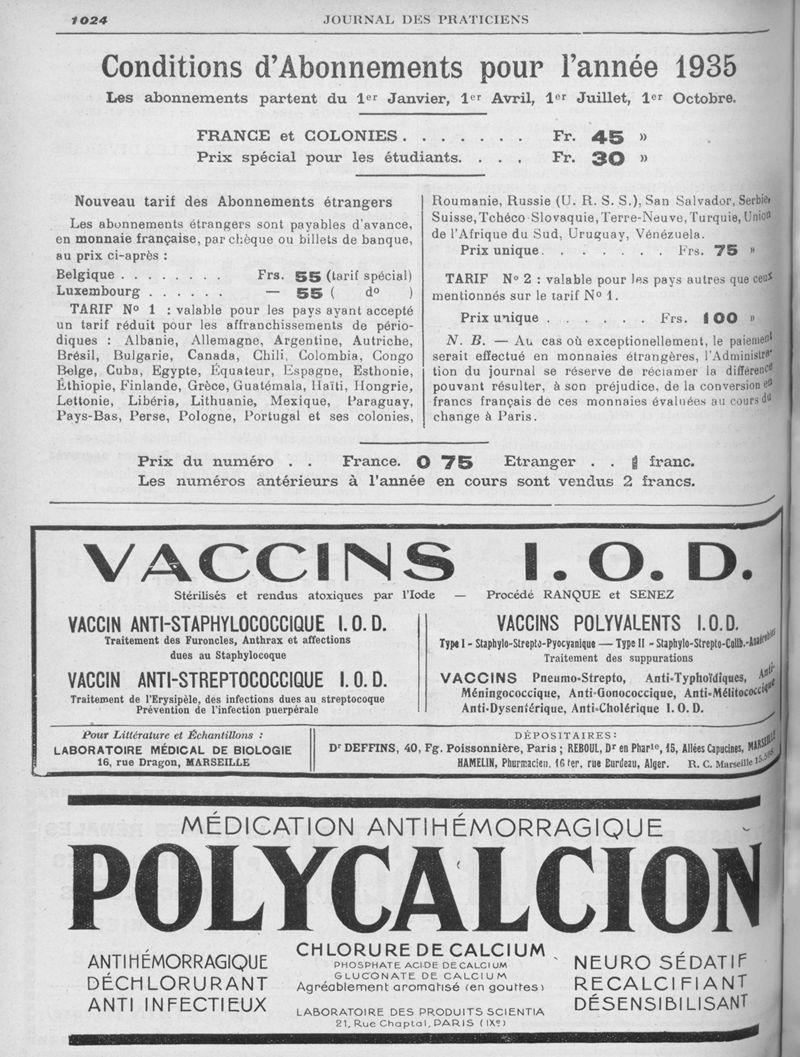 1024
JOURNAL DES PRATICIENS
Conditions d'Abonnements pour l'année 1935
Les abonnements partent du 1er Janvier, 1er Avril, 1er Juillet, 1er Octobre.
FRANCE et COLONIES . . . . . . . Fr. 45 »
Prix spécial pour les étudiants. . . . Fr. 30 »
Nouveau tarif des Abonnements étrangers
Les abonnements étrangers sont payables d'avance,
en monnaie française, par chèque ou billets de banque,
au prix ci-après :
Belgique . . . . . . . . Frs. 55 (tarif spécial)
Luxembourg . . . . . . — 55 ( do )
TARIF No 1 : valable pour les pays ayant accepté
un tarif réduit pour les affranchissements de pério-
diques : Albanie, Allemagne, Argentine, Autriche,
Brésil, Bulgarie, Canada, Chili, Colombia, Congo
Belge, Cuba, Egypte, Équateur, Espagne, Esthonie,
Éthiopie, Finlande, Grèce, Guatémala, Haïti, Hongrie,
Lettonie, Libéria, Lithuanie, Mexique, Paraguay,
Pays-Bas, Perse, Pologne, Portugal et ses colonies,
Roumanie, Russie (U. R. S. S.), San Salvador, Serbie,
Suisse, Tchéco-Slovaquie, Terre-Neuve, Turquie, Union
de l'Afrique du Sud, Uruguay, Vénézuela.
Prix unique. . . . . . . . Frs. 75 »
TARIF No 2 : valable pour les pays autres que ceux
mentionnés sur le tarif No 1.
Prix unique . . . . . . Frs. 100 »
N. B. — Au cas où exceptionellement, le paiement
serait effectué en monnaies étrangères, l'Administra-
tion du journal se réserve de réclamer la différence
pouvant résulter, à son préjudice, de la conversion en
francs français de ces monnaies évaluées au cours du
change à Paris.
Prix du numéro . . France. 0 75 Etranger . . 1 franc.
Les numéros antérieurs à l'année en cours sont vendus 2 francs.
VACCINS I. O. D.
Stérilisés et rendus atoxiques par l'Iode — Procédé RANQUE et SENEZ
VACCIN ANTI-STAPHYLOCOCCIQUE I. O. D.
Traitement des Furoncles, Anthrax et affections
dues au Staphylocoque
VACCIN ANTI-STREPTOCOCCIQUE I. O. D.
Traitement de l'Erysipèle, des infections dues au streptocoque
Prévention de l'infection puerpérale
VACCINS POLYVALENTS I. O. D.
Type I - Staphylo-Strepto-Pyocyanique — Type II - Staphylo-Strepto-Colib.-Anaérobies
Traitement des suppurations
VACCINS Pneumo-Strepto, Anti-Typhoïdiques, Anti-
Méningococcique, Anti-Gonococcique, Anti-Mélitococcique
Anti-Dysentérique, Anti-Cholérique I. O. D.
Pour Littérature et Échantillons :
LABORATOIRE MÉDICAL DE BIOLOGIE
16, rue Dragon, MARSEILLE
DÉPOSITAIRES :
Dr DEFFINS, 40, Fg. Poissonnière, Paris ; REBOUL, Dr en Pharie, 15, Allées Capucines, MARSEILLE
HAMELIN, Pharmacien, 16 ter, rue Burdeau, Alger. R. C. Marseille
MÉDICATION ANTIHÉMORRAGIQUE
POLYCALCION
ANTIHÉMORRAGIQUE
DÉCHLORURANT
ANTI INFECTIEUX
CHLORURE DE CALCIUM
PHOSPHATE ACIDE DE CALCIUM
GLUCONATE DE CALCIUM
Agréablement aromatisé (en gouttes)
LABORATOIRE DES PRODUITS SCIENTIA
21, Rue Chaptal, PARIS (IXe)
NEURO SÉDATIF
RECALCIFIANT
DÉSENSIBILISANT